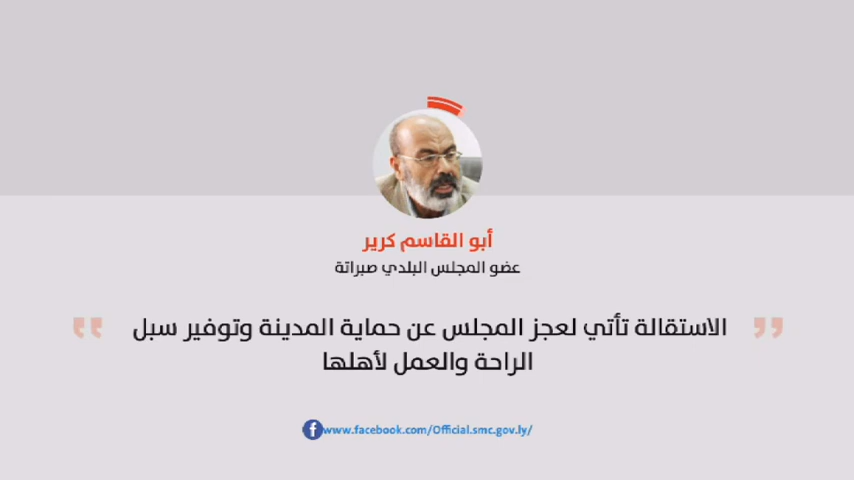 أبو القاسم كرير
عضو المجلس البلدي صبراتة
الاستقالة تأتي لعجز المجلس عن حماية المدينة وتوفير سبل
الراحة والعمل لأهلها
www.facebook.com/Official.smc.gov.ly/